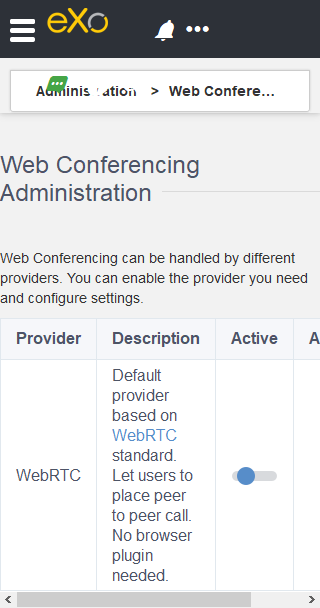 eXo
Administration > Web Confere...
Web Conferencing
Administration
Web Conferencing can be handled by different
providers. You can enable the provider you need
and configure settings.
Provider Description Active A
WebRTC
Default
provider
based on
WebRTC
standard.
Let users to
place peer
to peer call.
No browser
plugin
needed.